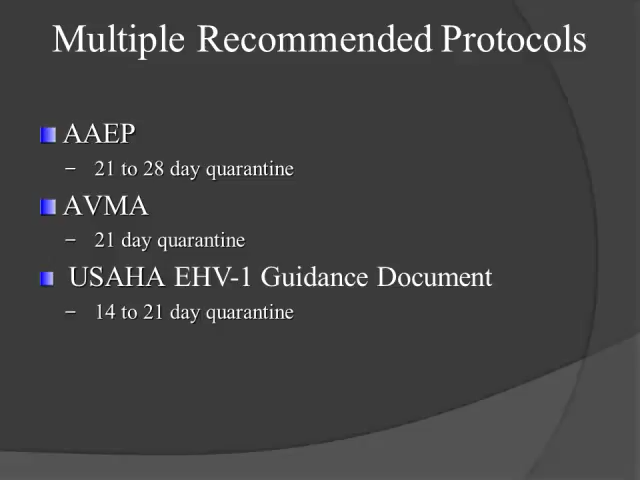 Multiple Recommended Protocols
AAEP
– 21 to 28 day quarantine
AVMA
– 21 day quarantine
USAHA EHV-1 Guidance Document
– 14 to 21 day quarantine